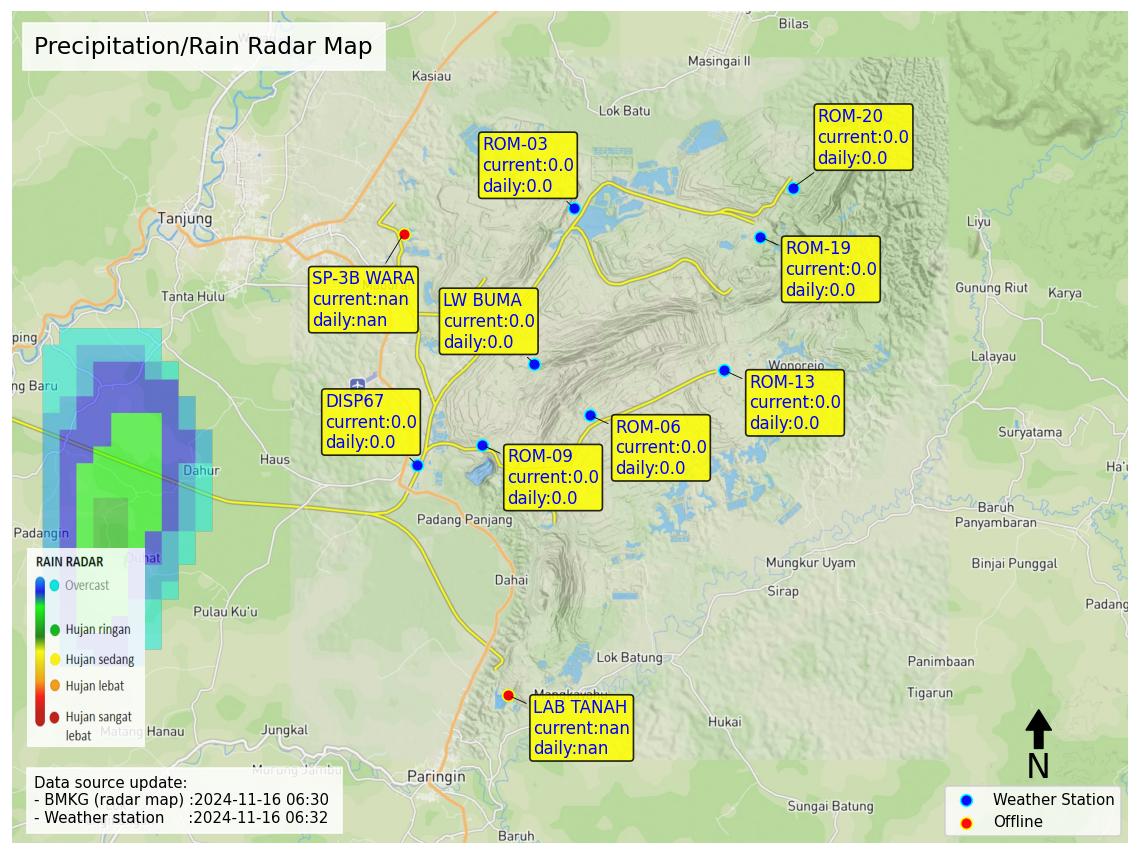 Precipitation/Rain Radar Map
Bilas
Masingai II
Kasiau
Lok Batu
ROM-20
current:0.0
daily:0.0
ROM-03
current:0.0
daily:0.0
Tanjung
Liyu
ROM-19
current:0.0
daily:0.0
SP-3B WARA
current:nan
daily:nan
LW BUMA
current:0.0
daily:0.0
Tanta Hulu
Gunung Riut
Karya
ping
Lalayau
Wonorejo
ng Baru
ROM-13
current:0.0
daily:0.0
DISP67
current:0.0
daily:0.0
ROM-06
current:0.0
daily:0.0
Suryatama
ROM-09
current:0.0
daily:0.0
Haus
Dahur
Ha'u
Padang Panjang
Baruh
Panyambaran
Padangin
RAIN RADAR
Overcast
Hujan ringan
Hujan sedang
Hujan lebat
Hujan sangat
lebat
Mungkur Uyam
Binjai Punggal
Dahai
Sirap
Padang
Pulau Ku'u
Lok Batung
Panimbaan
Tigarun
Mangkayahu
LAB TANAH
current:nan
daily:nan
Hukai
Matang Hanau
Jungkal
Murung Jambu
Paringin
N
Data source update:
- BMKG (radar map) :2024-11-16 06:30
- Weather station :2024-11-16 06:32
Sungai Batung
Baruh
Weather Station
Offline